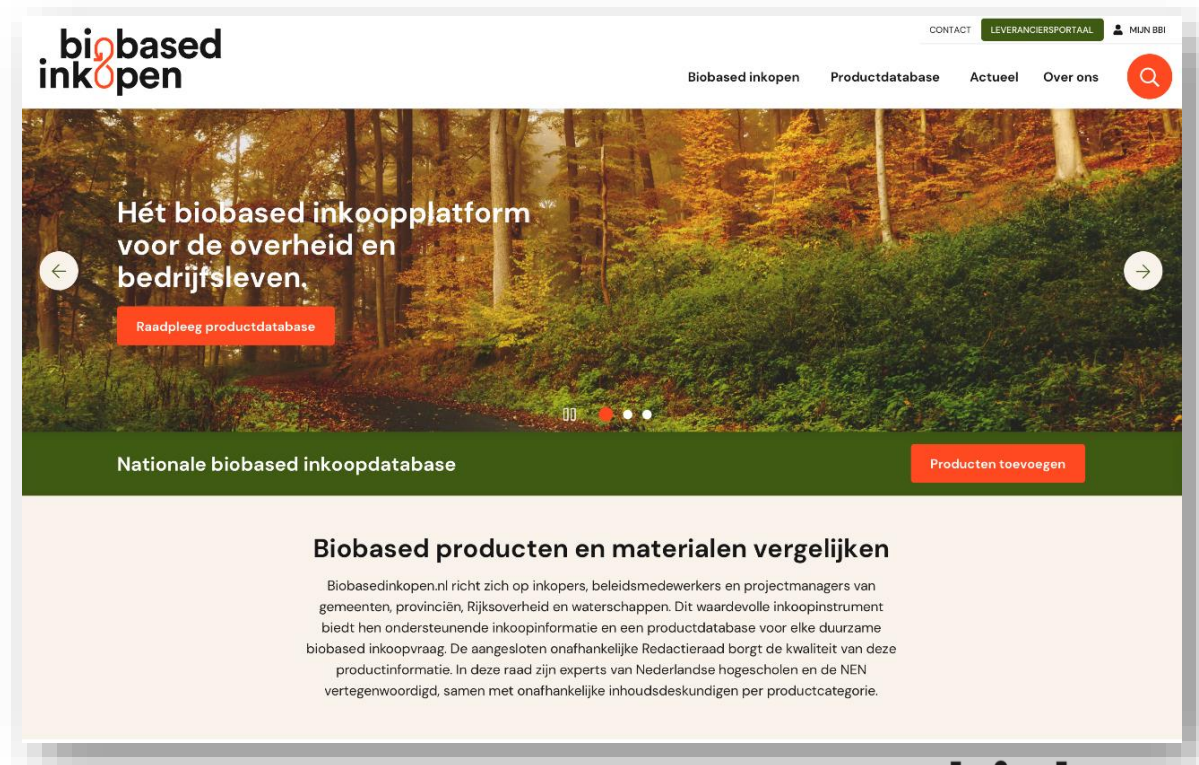 biobased
inkopen
CONTACT
LEVERANCIERSPORTAAL
MIJN BBI
Biobased inkopen
Productdatabase
Actueel
Over ons
Hét biobased inkoopplatform
voor de overheid en
bedrijfsleven.
Raadpleeg productdatabase
Nationale biobased inkoopdatabase
Producten toevoegen
Biobased producten en materialen vergelijken
Biobasedinkopen.nl richt zich op inkopers, beleidsmedewerkers en projectmanagers van
gemeenten, provinciën, Rijksoverheid en waterschappen. Dit waardevolle inkoopinstrument
biedt hen ondersteunende inkoopinformatie en een productdatabase voor elke duurzame
biobased inkoopvraag. De aangesloten onafhankelijke Redactieraad borgt de kwaliteit van deze
productinformatie. In deze raad zijn experts van Nederlandse hogescholen en de NEN
vertegenwoordigd, samen met onafhankelijke inhoudsdeskundigen per productcategorie.